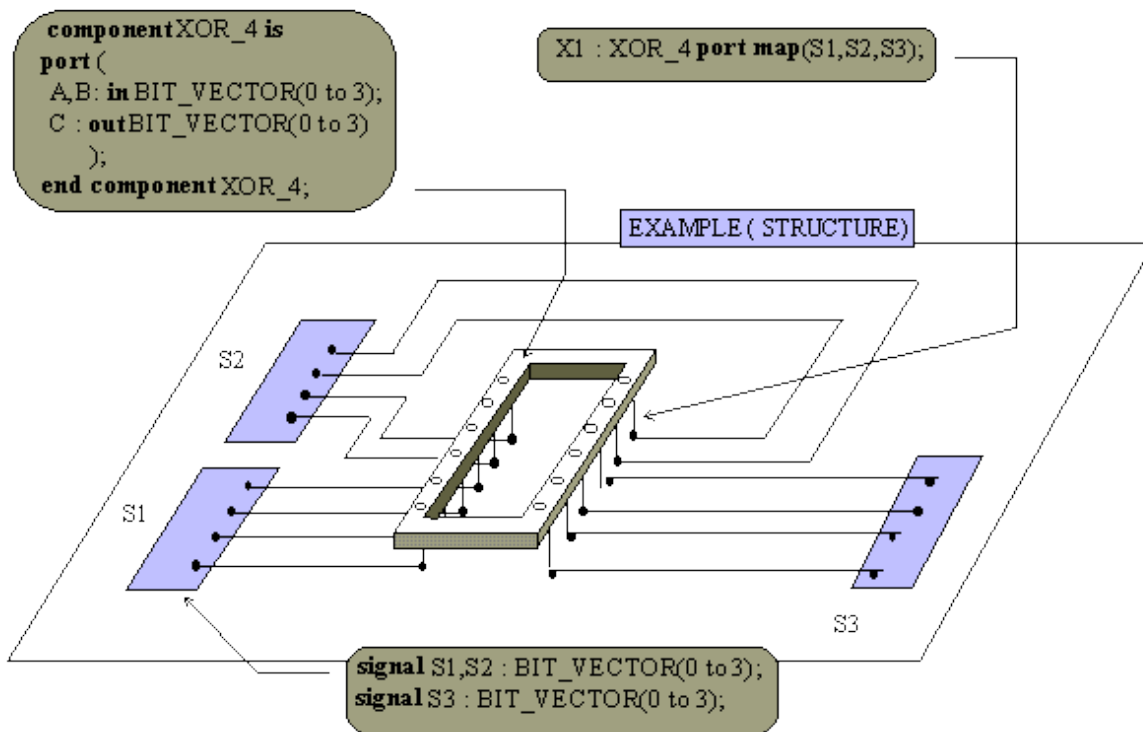 component XOR_4 is
port (
A,B: in BIT_VECTOR(0 to 3);
C : out BIT_VECTOR(0 to 3)
);
end component XOR_4;
X1 : XOR_4 port map(S1,S2,S3);
EXAMPLE ( STRUCTURE)
S2
S1
S3
signal S1,S2 : BIT_VECTOR(0 to 3);
signal S3 : BIT_VECTOR(0 to 3);